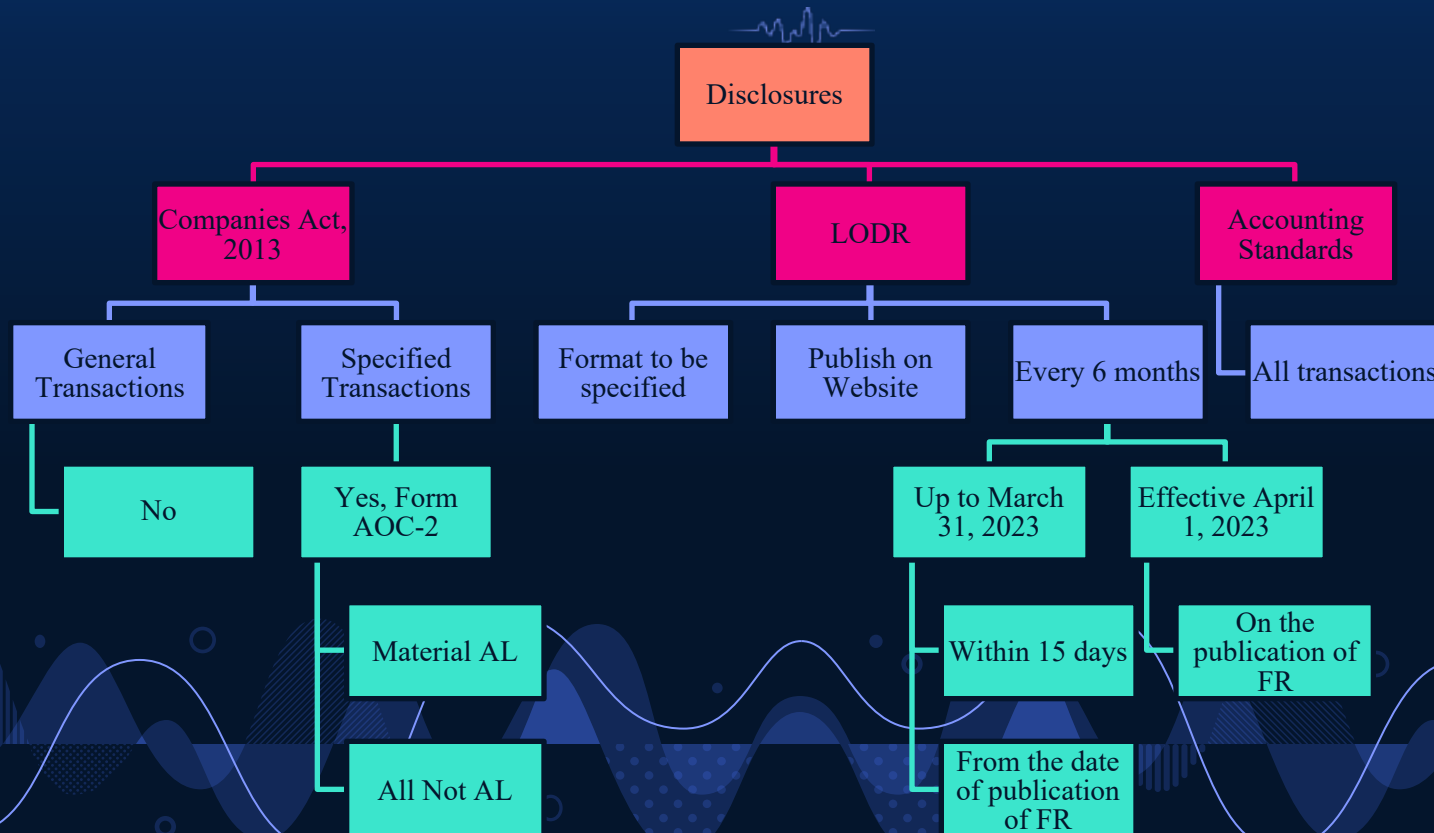 Disclosures
Companies Act,
2013
LODR
Accounting
Standards
General
Transactions
Specified
Transactions
Format to be
specified
Publish on
Website
Every 6 months
All transactions
No
Yes, Form
AOC-2
Up to March
31, 2023
Effective April
1, 2023
Material AL
Within 15 days
On the
publication of
FR
All Not AL
From the date
of publication
of FR